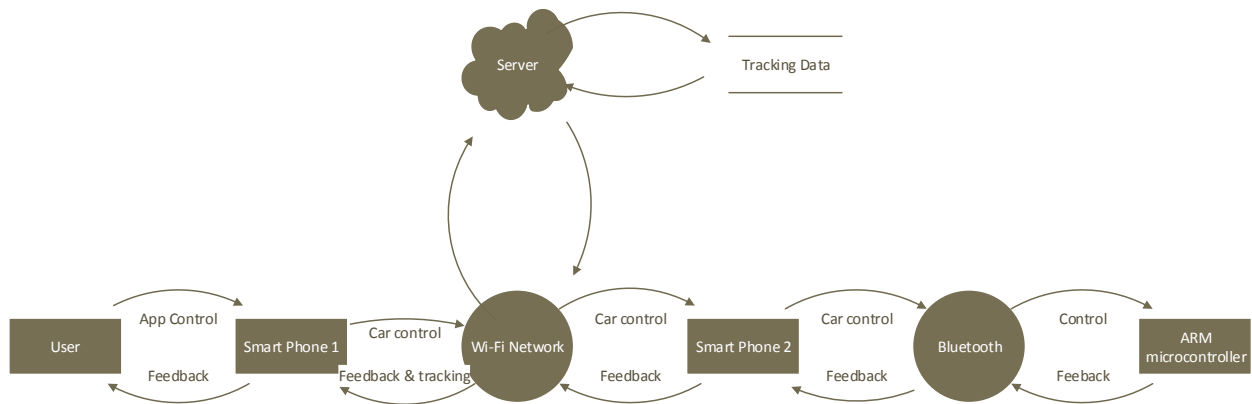 Server
Tracking Data
App Control
Car control
Car control
Car control
Control
User
Smart Phone 1
Wi-Fi Network
Smart Phone 2
Bluetooth
ARM
microcontroller
Feedback
Feedback & tracking
Feedback
Feedback
Feeback